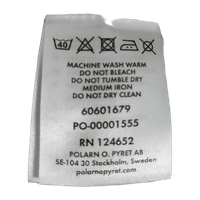 40
MACHINE WASH WARM
DO NOT BLEACH
DO NOT TUMBLE DRY
MEDIUM IRON
DO NOT DRY CLEAN
60601679
PO-00001555
RN 124652
POLARN O. PYRET AB
SE-104 30 Stockholm, Sweden
polarnopyret.com